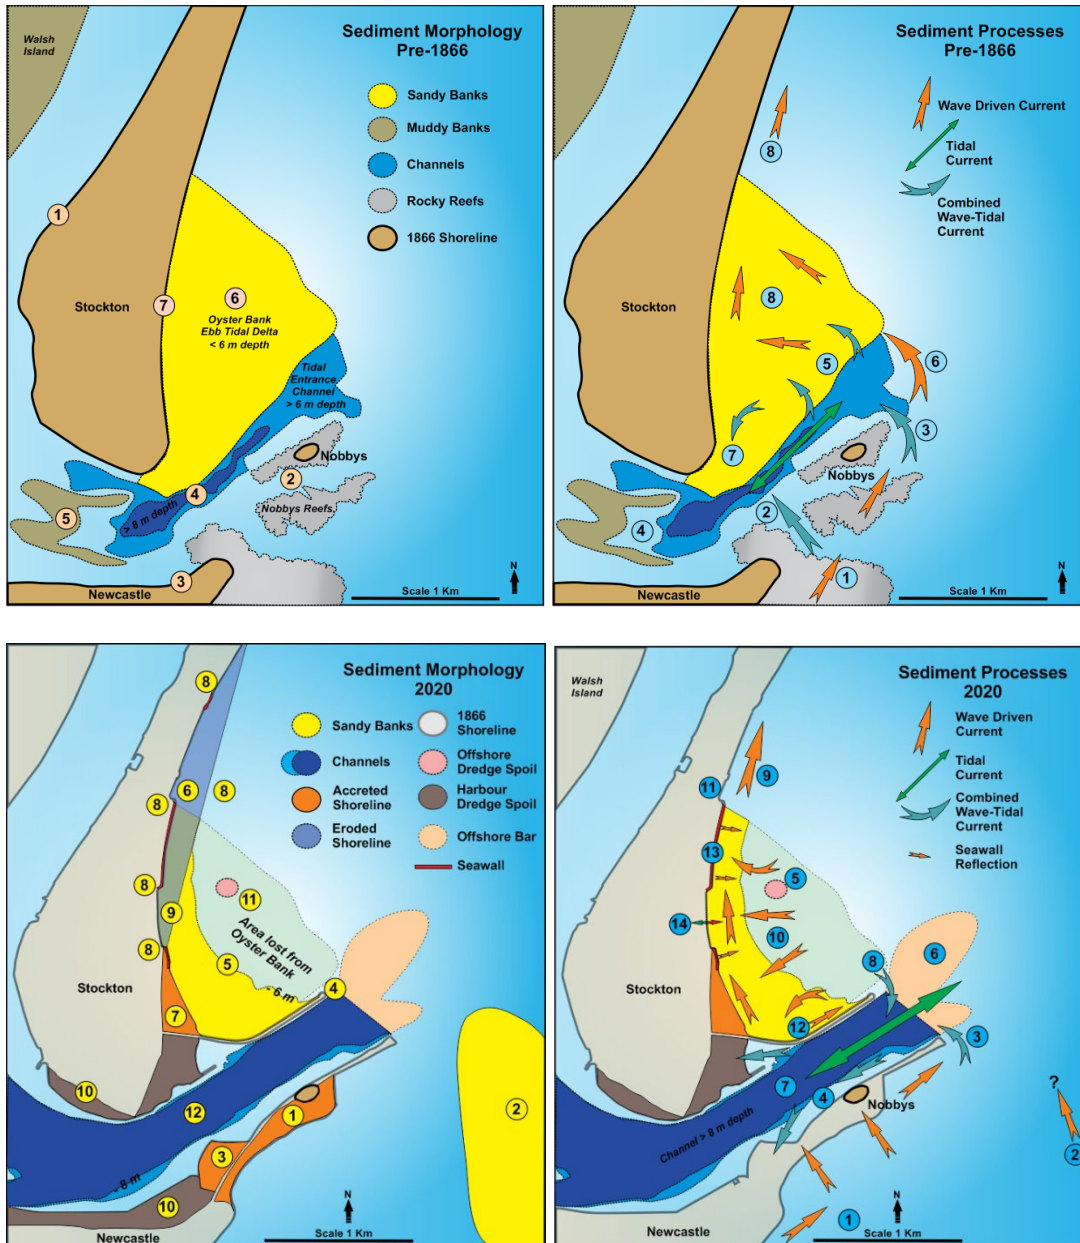 Walsh
Island
Sediment Morphology
Pre-1866
Sandy Banks
Muddy Banks
Channels
Rocky Reefs
1866 Shoreline
1
7
6
Stockton
Oyster Bank
Ebb Tidal Delta
< 6 m depth
Tidal
Entrance
Channel
> 6 m depth
Nobbys
2
4
Nobbys Reefs
> 8 m depth
5
3
N
Newcastle
Scale 1 Km
Sediment Processes
Pre-1866
Wave Driven Current
Tidal
Current
Combined
Wave-Tidal
Current
8
8
5
6
3
7
Nobbys
2
4
1
N
Newcastle
Scale 1 Km
Sediment Morphology
2020
Sandy Banks
Channels
Accreted
Shoreline
Eroded
Shoreline
1866
Shoreline
Offshore
Dredge Spoil
Harbour
Dredge Spoil
Offshore Bar
Seawall
8
6
8
8
8
11
9
Area lost from
Oyster Bank
8
5
- 6 m
4
Stockton
7
10
12
1
2
3
- 8 m
10
N
Newcastle
Scale 1 Km
Walsh
Island
Sediment Processes
2020
Wave Driven
Current
Tidal
Current
Combined
Wave-Tidal
Current
Seawall
Reflection
9
11
13
5
14
10
8
6
Stockton
12
3
7
4
Nobbys
?
2
Channel > 8 m depth
1
N
Newcastle
Scale 1 Km